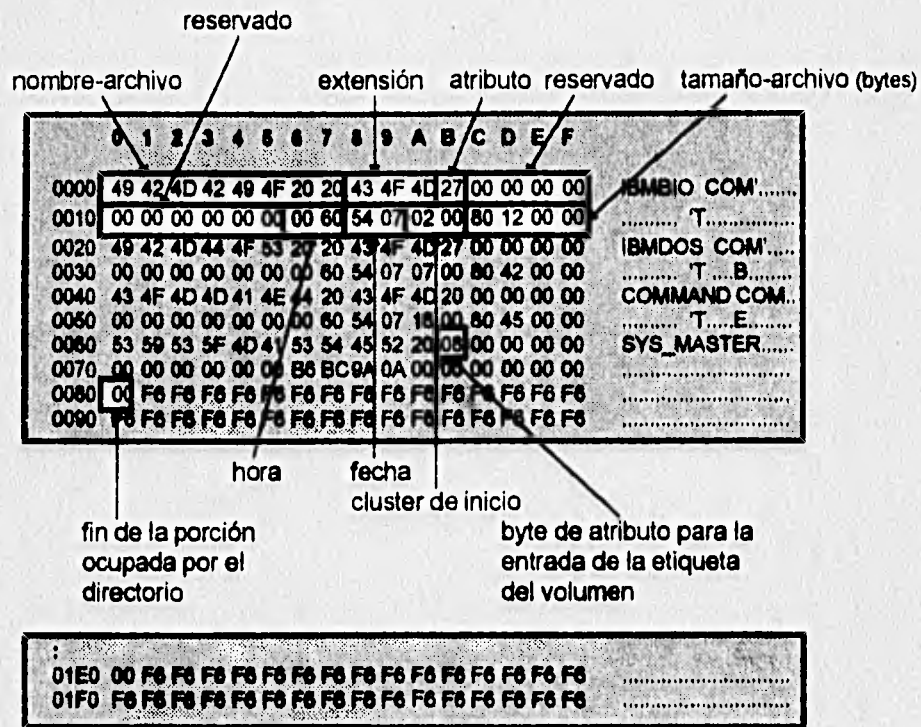 reservado
nombre-archivo extensión atributo reservado tamaño-archivo (bytes)
0 1 2 3 4 5 6 7 8 9 A B C D E F
0000 49 42 4D 42 49 4F 20 20 43 4F 4D 27 00 00 00 00 IBMBIO COM'......
0010 00 00 00 00 00 00 00 60 54 07 02 00 80 12 00 00 .......... 'T................
0020 49 42 4D 44 4F 53 20 20 43 4F 4D 27 00 00 00 00 IBMDOS COM'.....
0030 00 00 00 00 00 00 00 60 54 07 07 00 80 42 00 00 .......... 'T ....B........
0040 43 4F 4D 4D 41 4E 44 20 43 4F 4D 20 00 00 00 00 COMMAND COM..
0050 00 00 00 00 00 00 00 60 54 07 18 00 80 45 00 00 .......... 'T.....E........
0060 53 59 53 5F 4D 41 53 54 45 52 20 08 00 00 00 00 SYS_MASTER......
0070 00 00 00 00 00 00 B6 BC 9A 0A 00 00 00 00 00 00 ............................
0080 00 F6 F6 F6 F6 F6 F6 F6 F6 F6 F6 F6 F6 F6 F6 F6 ............................
0090 F6 F6 F6 F6 F6 F6 F6 F6 F6 F6 F6 F6 F6 F6 F6 F6 ............................
hora fecha
cluster de inicio
fin de la porción
ocupada por el
directorio
byte de atributo para la
entrada de la etiqueta
del volumen
:
01E0 00 F6 F6 F6 F6 F6 F6 F6 F6 F6 F6 F6 F6 F6 F6 F6 ............................
01F0 F6 F6 F6 F6 F6 F6 F6 F6 F6 F6 F6 F6 F6 F6 F6 F6 ............................